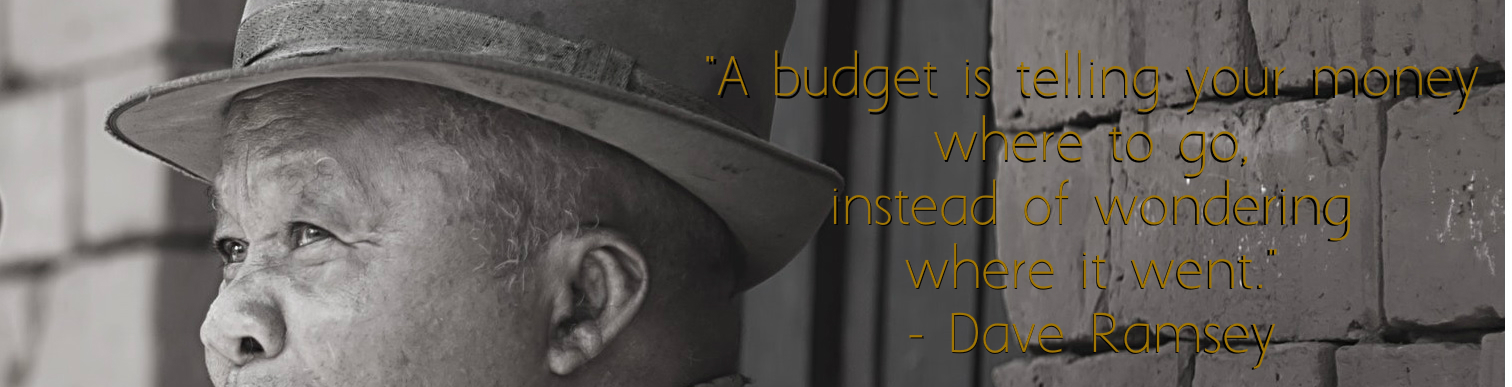 "A budget is telling your money
where to go,
instead of wondering
where it went."
- Dave Ramsey